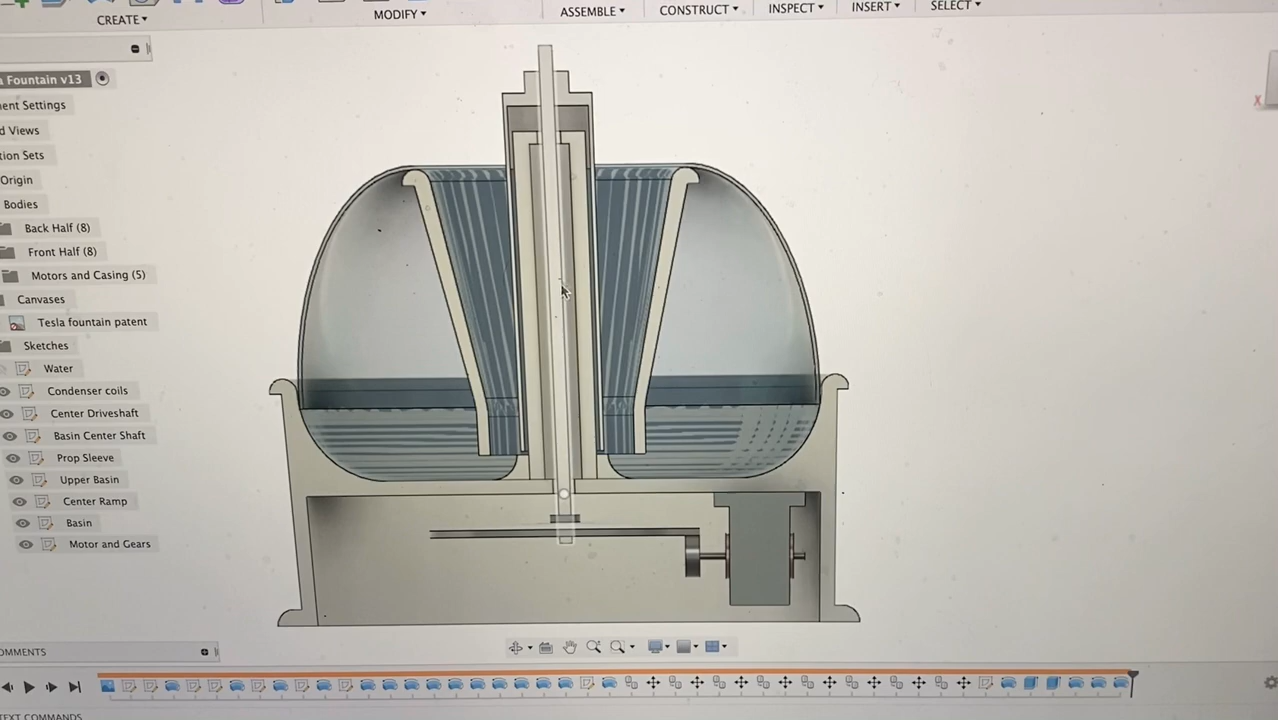 CREATE▾
MODIFY▾
ASSEMBLE▾
CONSTRUCT▾
INSPECT▾
INSERT▾
SELECT▾
Fountain v13
Settings
Views
Sets
Origin
Bodies
Back Half (8)
Front Half (8)
Motors and Casing (5)
Canvases
Tesla fountain patent
Sketches
Water
Condenser coils
Center Driveshaft
Basin Center Shaft
Prop Sleeve
Upper Basin
Center Ramp
Basin
Motor and Gears
X
OMMENTS
TEXT COMMANDS